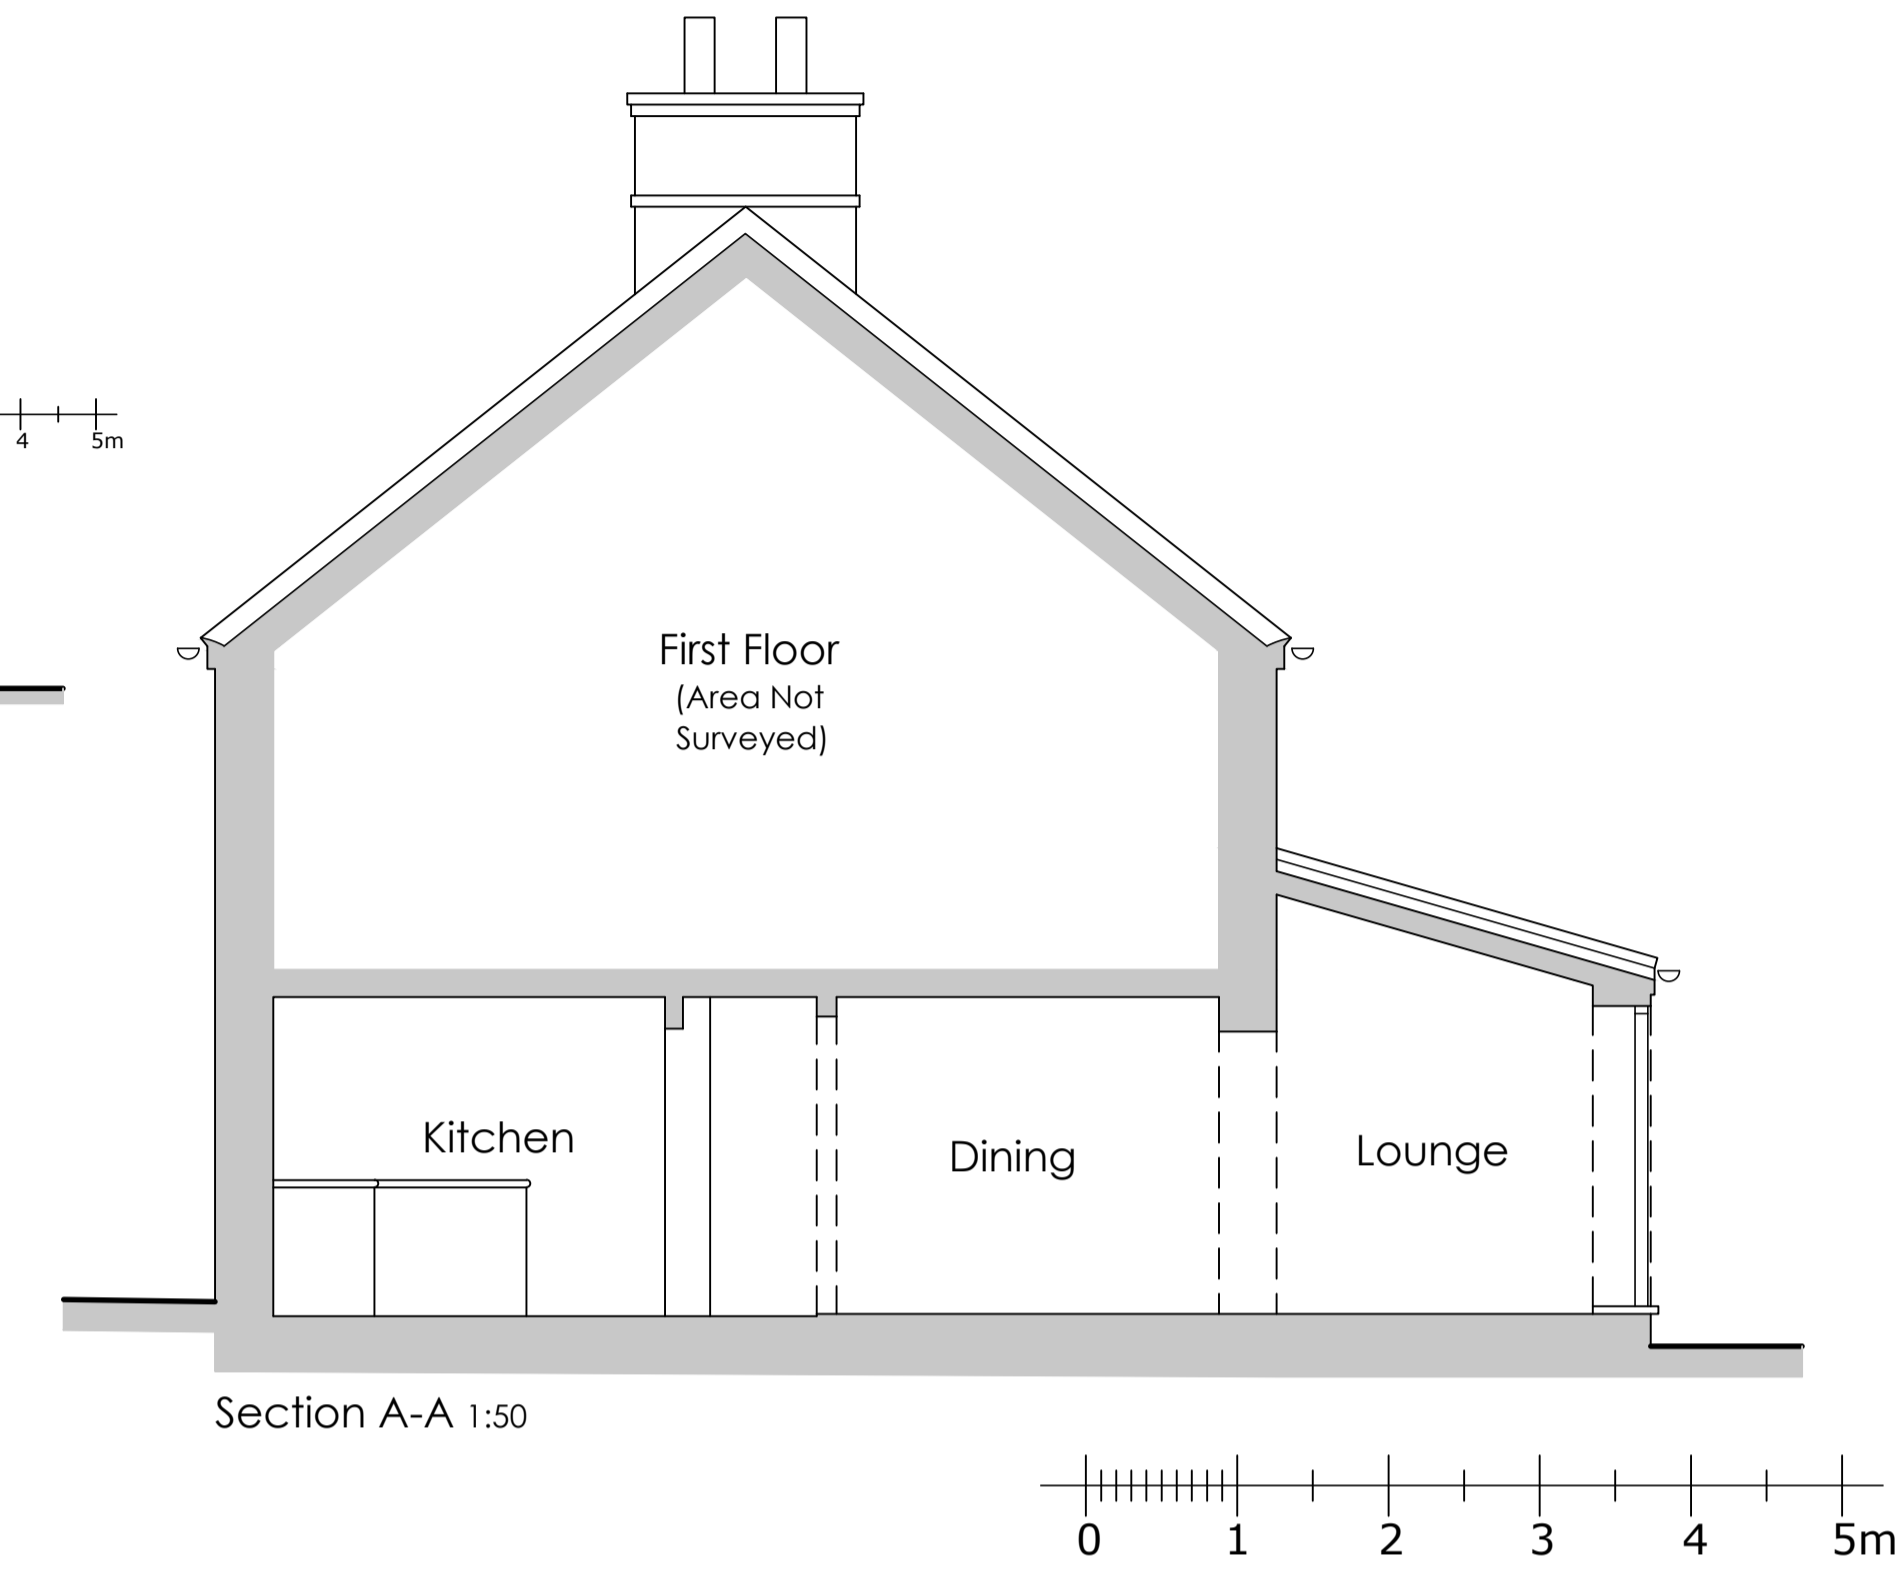 4 5m
First Floor
(Area Not
Surveyed)
Kitchen
Dining
Lounge
Section A-A 1:50
0 1 2 3 4 5m